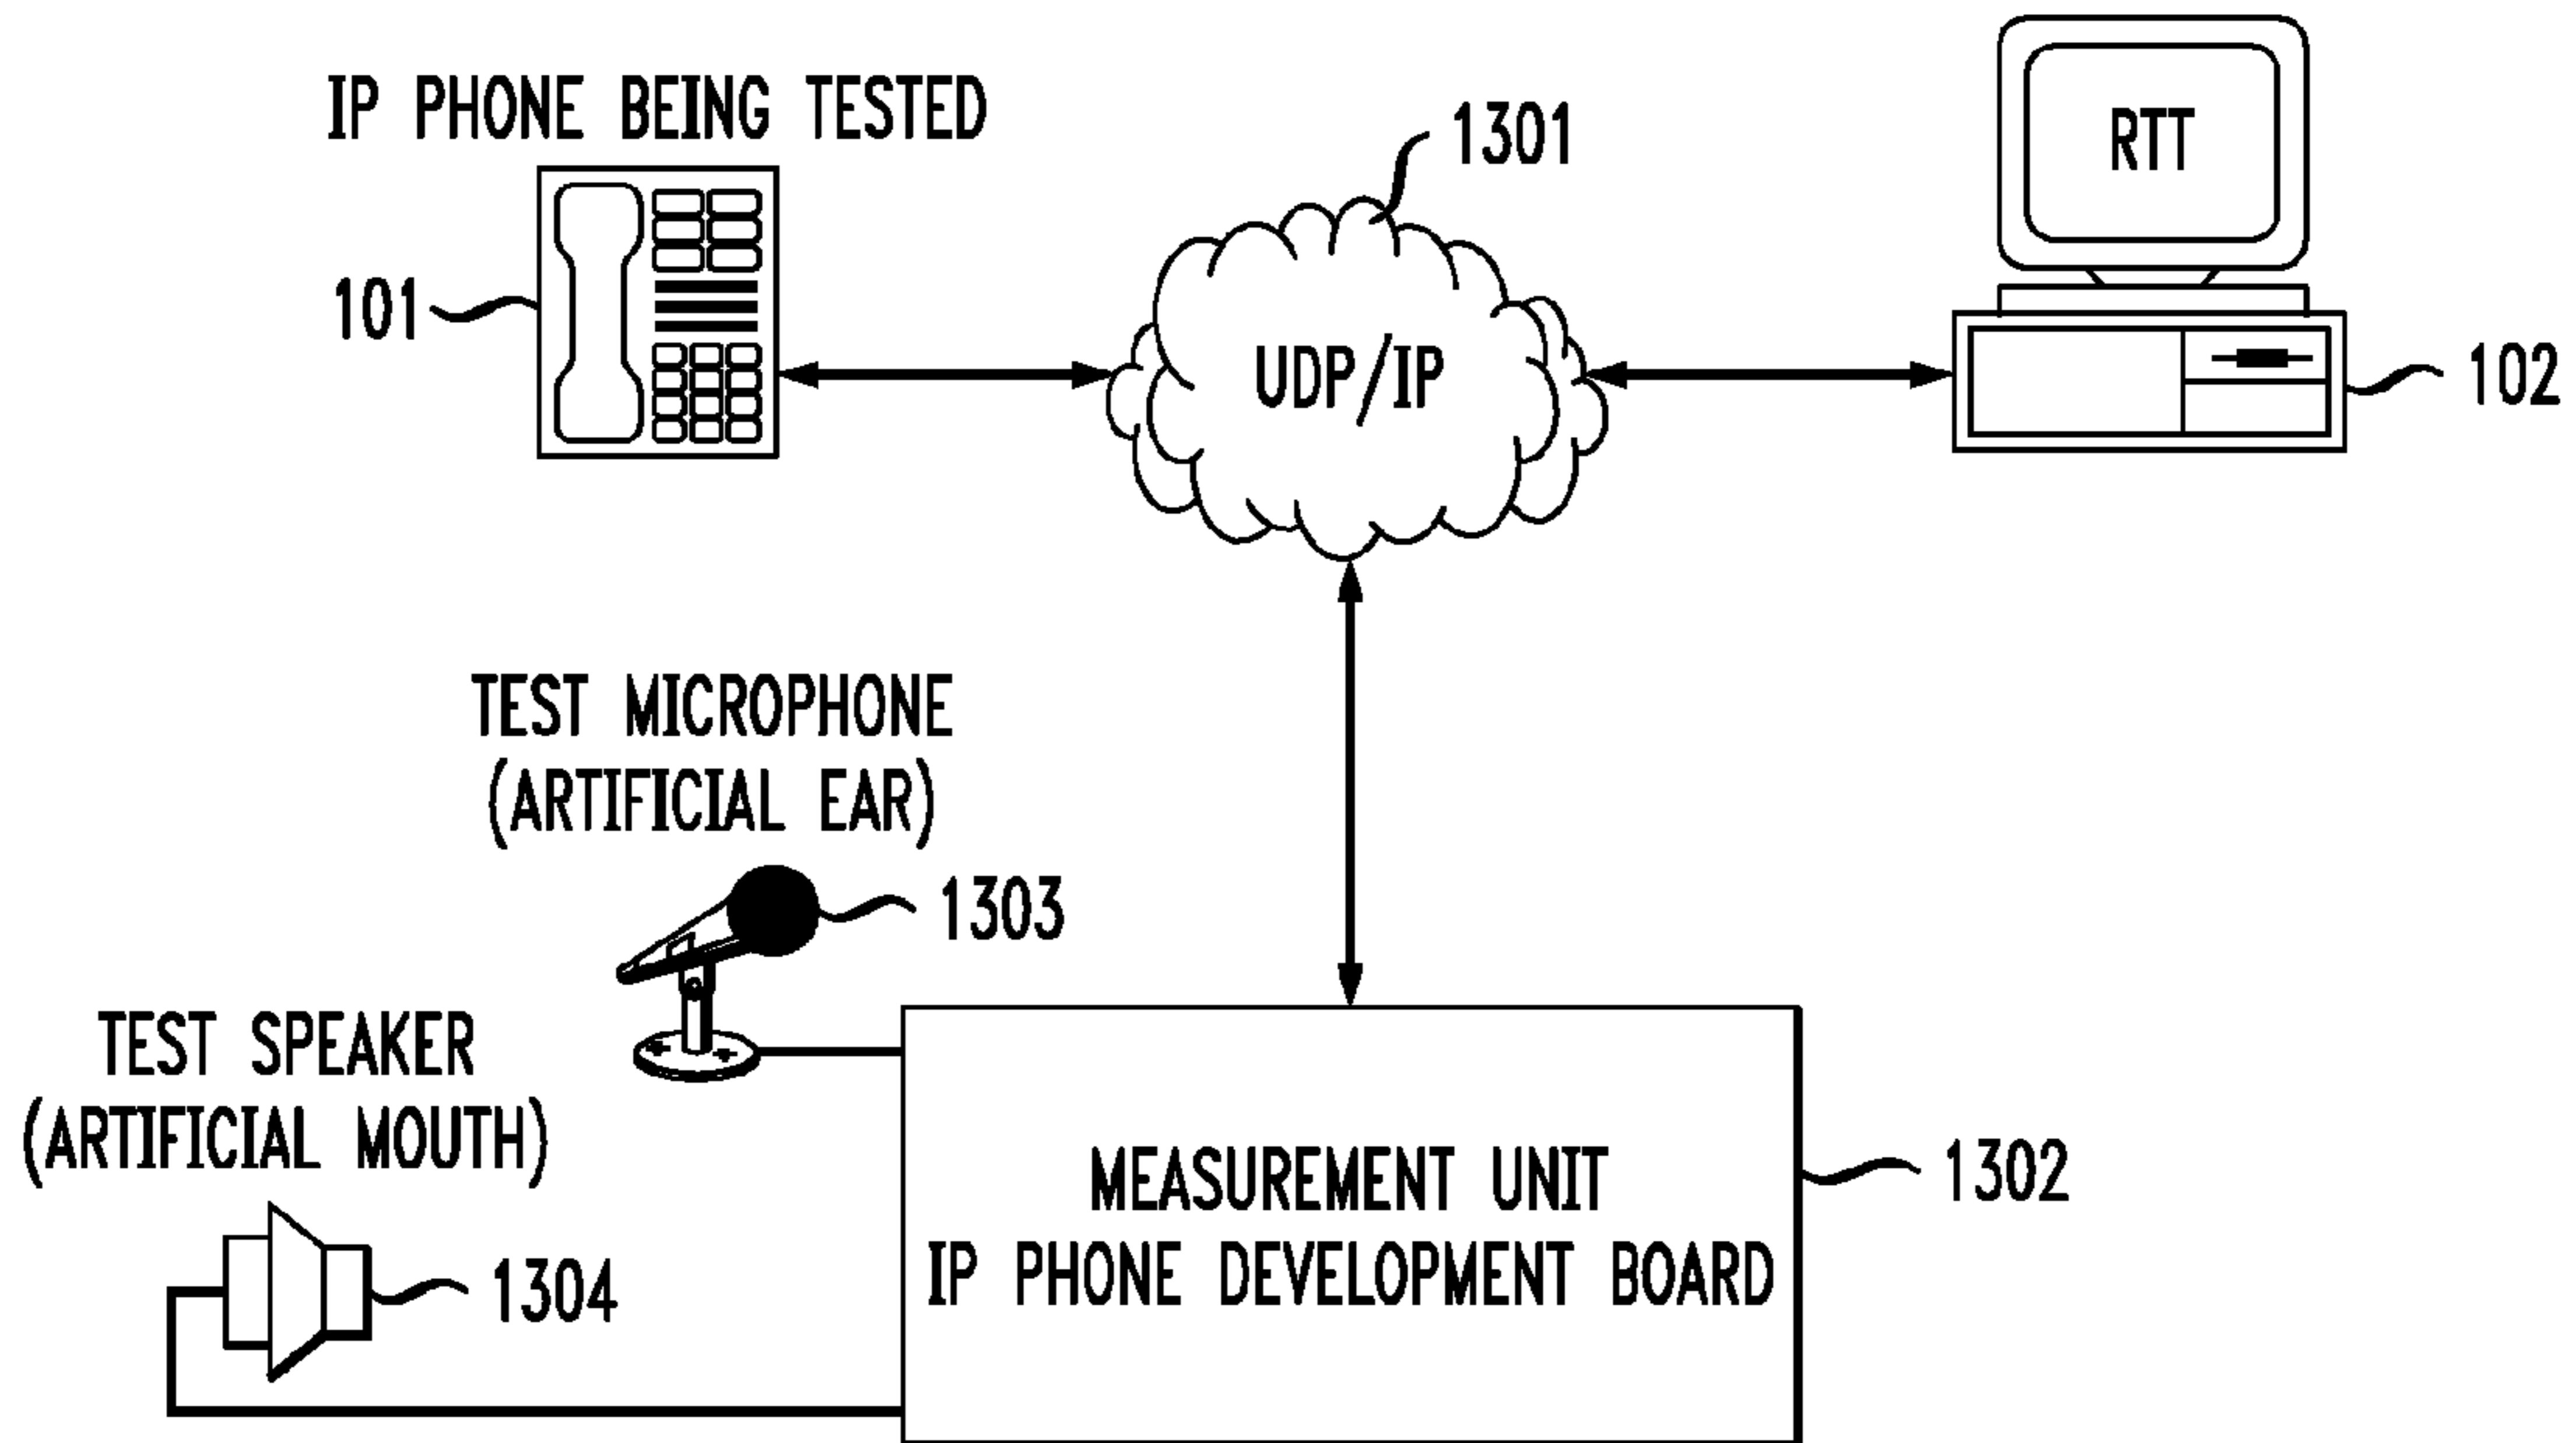 IP PHONE BEING TESTED
RTT
1301
101
UDP/IP
102
TEST MICROPHONE
(ARTIFICIAL EAR)
1303
TEST SPEAKER
(ARTIFICIAL MOUTH)
MEASUREMENT UNIT
IP PHONE DEVELOPMENT BOARD
1302
1304